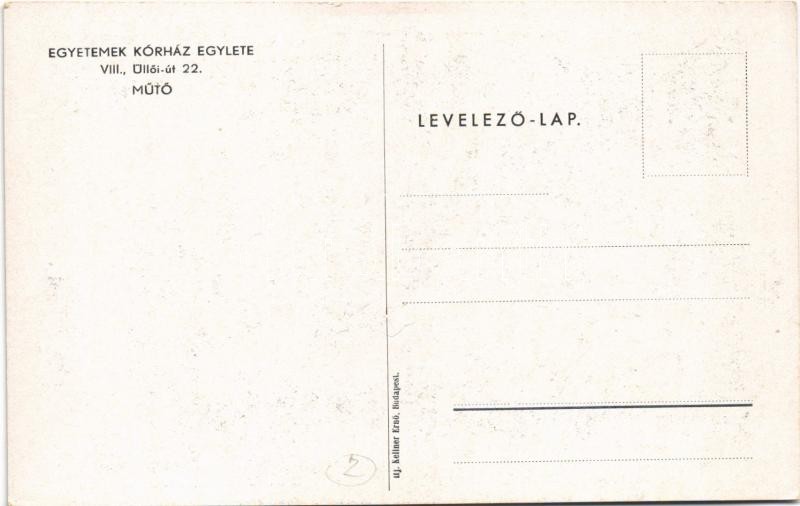 EGYETEMEK KÓRHÁZ EGYLETE
VIII., Üllői-út 22.
MŰTŐ
LEVELEZŐ-LAP.
Ifj. Kellner Ernő, Budapest.
2